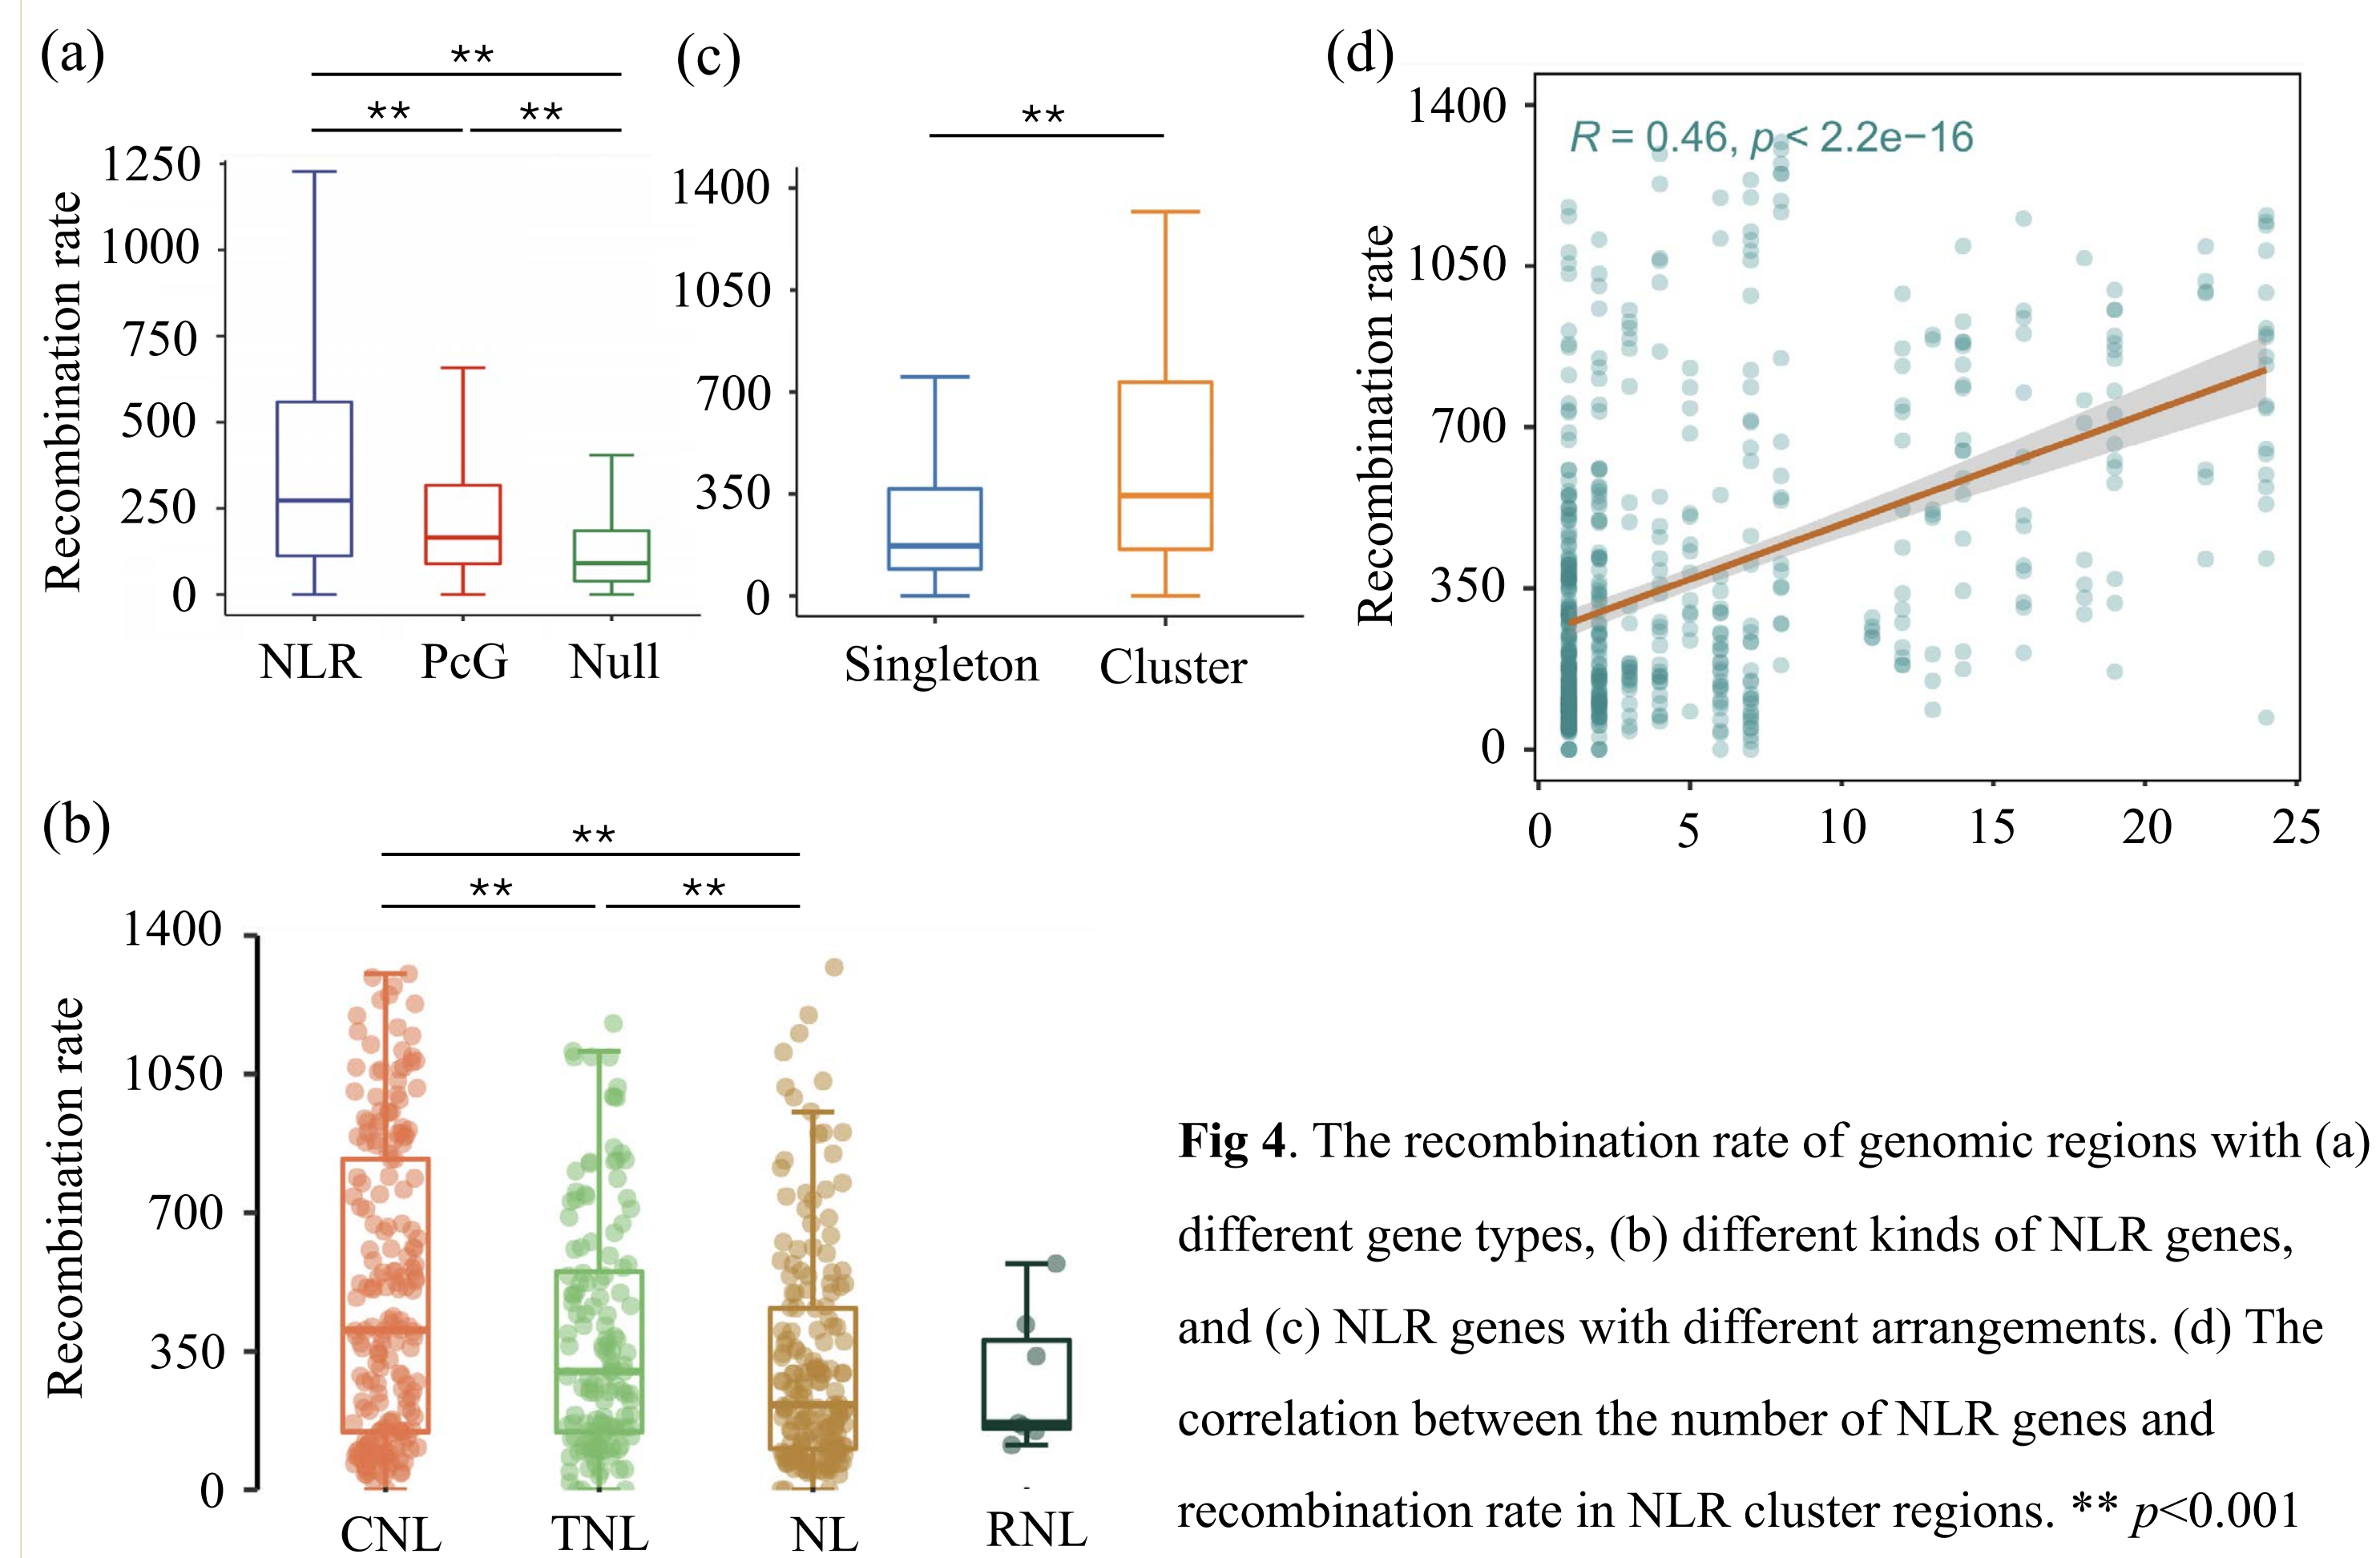 (a)
**
** **
Recombination rate
1250
1000
750
500
250
0
NLR PcG Null
(c)
**
1400
1050
700
350
0
Singleton Cluster
(d)
R = 0.46, p < 2.2e−16
Recombination rate
1400
1050
700
350
0
0 5 10 15 20 25
(b)
**
** **
Recombination rate
1400
1050
700
350
0
CNL TNL NL RNL
Fig 4. The recombination rate of genomic regions with (a)
different gene types, (b) different kinds of NLR genes,
and (c) NLR genes with different arrangements. (d) The
correlation between the number of NLR genes and
recombination rate in NLR cluster regions. ** p<0.001